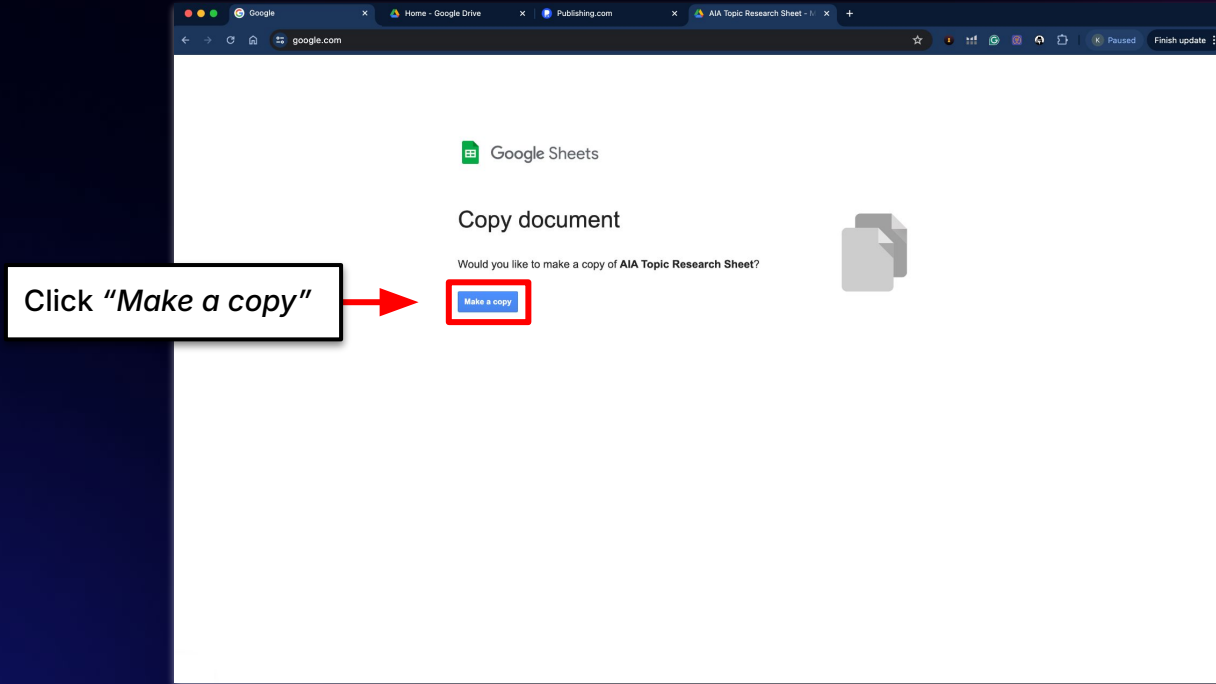 Google
Home - Google Drive
Publishing.com
AIA Topic Research Sheet - M
google.com
K Paused
Finish update
Google Sheets
Copy document
Would you like to make a copy of AIA Topic Research Sheet?
Make a copy
Click “Make a copy”